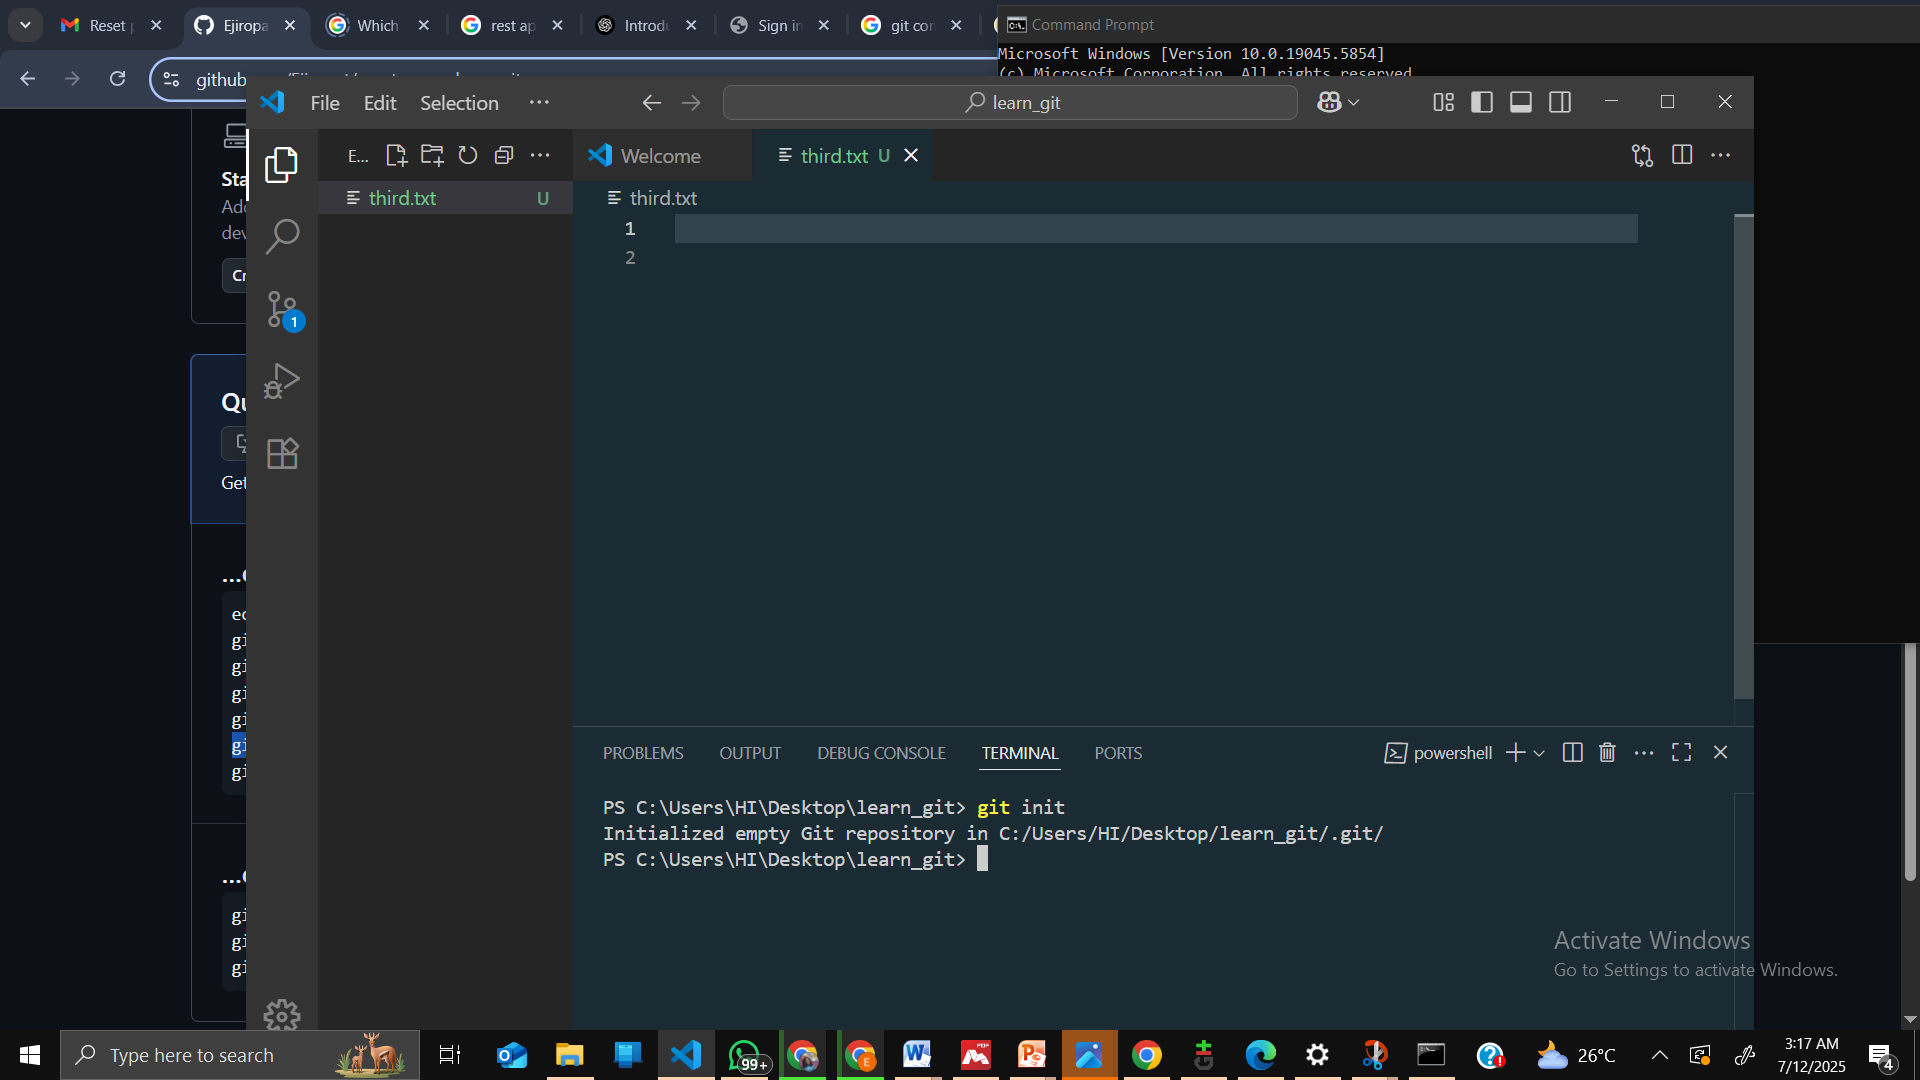 Reset p
Ejiropa
Which
rest ap
Introdu
Sign in
git con
Command Prompt
Microsoft Windows [Version 10.0.19045.5854]
(c) Microsoft Corporation. All rights reserved
github
File Edit Selection ...
learn_git
E...
Welcome
third.txt U
third.txt U
third.txt
1
2
1
Sta
Add
dev
Cr
Qu
Get
...c
ec
gi
gi
gi
gi
gi
gi
...c
gi
gi
gi
PROBLEMS OUTPUT DEBUG CONSOLE TERMINAL PORTS
powershell
PS C:\Users\HI\Desktop\learn_git> git init
Initialized empty Git repository in C:/Users/HI/Desktop/learn_git/.git/
PS C:\Users\HI\Desktop\learn_git>
Activate Windows
Go to Settings to activate Windows.
Type here to search
99+
26°C
3:17 AM
7/12/2025
4